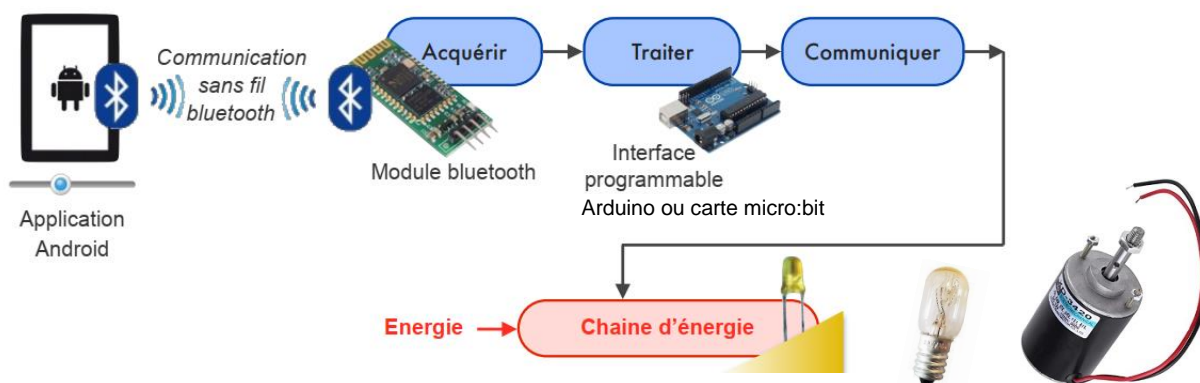 Communication
sans fil
bluetooth
Acquérir
Traiter
Communiquer
Module bluetooth
Interface
programmable
Arduino ou carte micro:bit
Application
Android
Energie
Chaine d'énergie